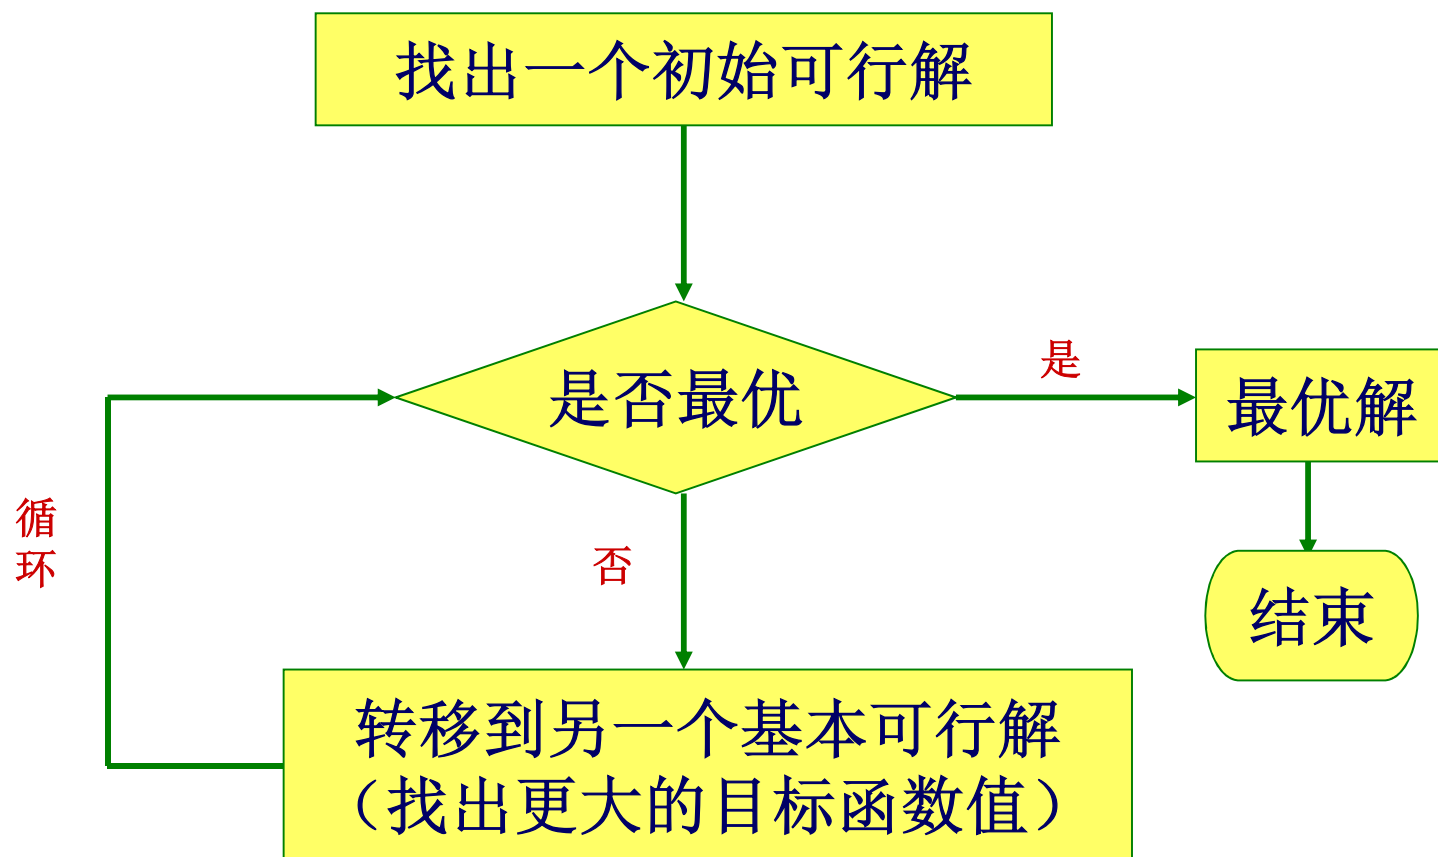 找出一个初始可行解
是否最优
是
最优解
循
环
否
结束
转移到另一个基本可行解
（找出更大的目标函数值）